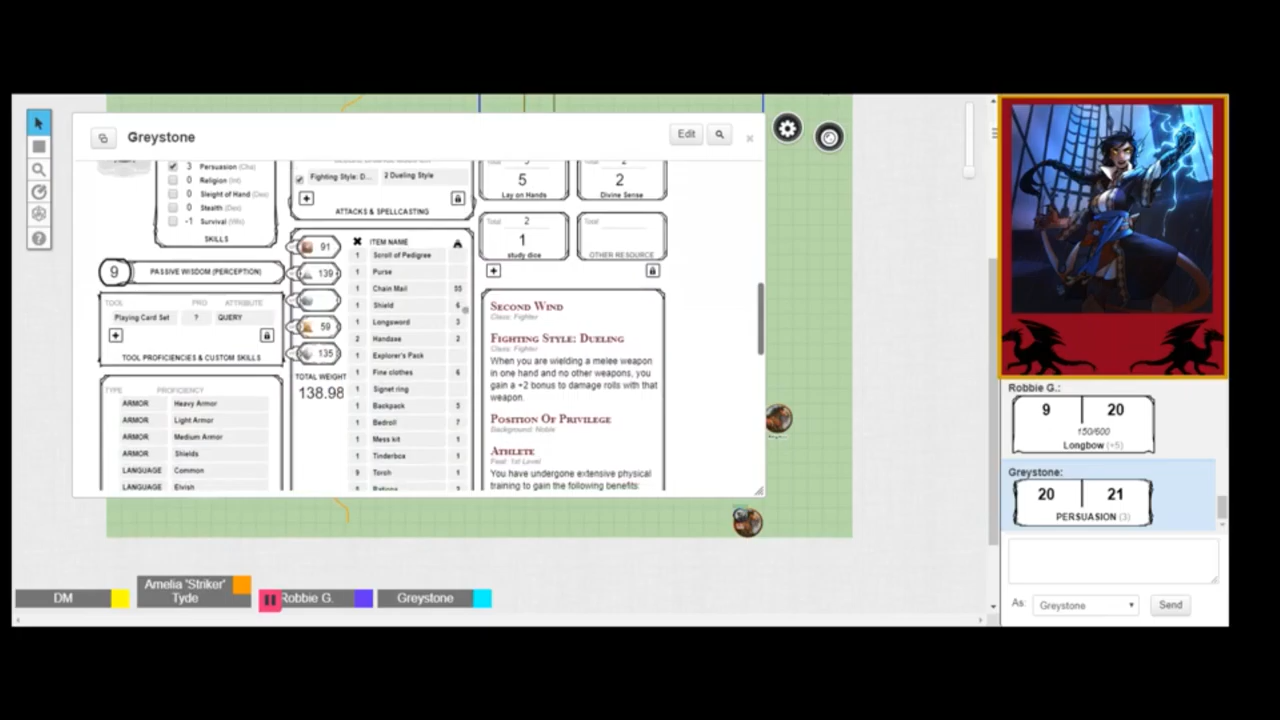 Greystone
Edit
3 Persuasion (Cha)
0 Religion (Int)
0 Sleight of Hand (Dex)
0 Stealth (Dex)
-1 Survival (Wis)
SKILLS
9 PASSIVE WISDOM (PERCEPTION)
TOOL PRO ATTRIBUTE
Playing Card Set ? QUERY
TOOL PROFICIENCIES & CUSTOM SKILLS
TYPE PROFICIENCY
ARMOR Heavy Armor
ARMOR Light Armor
ARMOR Medium Armor
ARMOR Shields
LANGUAGE Common
LANGUAGE Elvish
Fighting Style: D... 2 Dueling Style
ATTACKS & SPELLCASTING
91
139
59
135
TOTAL WEIGHT
138.98
ITEM NAME
1 Scroll of Pedigree
1 Purse
1 Chain Mail 55
1 Shield 6
1 Longsword 3
2 Handaxe 2
1 Explorer's Pack
1 Fine clothes 6
1 Signet ring
1 Backpack 5
1 Bedroll 7
1 Mess kit 1
1 Tinderbox 1
9 Torch 1
Total
5
Lay on Hands
2
Divine Sense
Total 2
1
study dice
Total
OTHER RESOURCE
SECOND WIND
Class: Fighter
FIGHTING STYLE: DUELING
Class: Fighter
When you are wielding a melee weapon
in one hand and no other weapons, you
gain a +2 bonus to damage rolls with that
weapon.
POSITION OF PRIVILEGE
Background: Noble
ATHLETE
Feat: 1st Level
You have undergone extensive physical
training to gain the following benefits:
DM
Amelia 'Striker'
Tyde
Robbie G.
Greystone
Robbie G.:
9 20
150/600
Longbow (+5)
Greystone:
20 21
PERSUASION (3)
As: Greystone Send